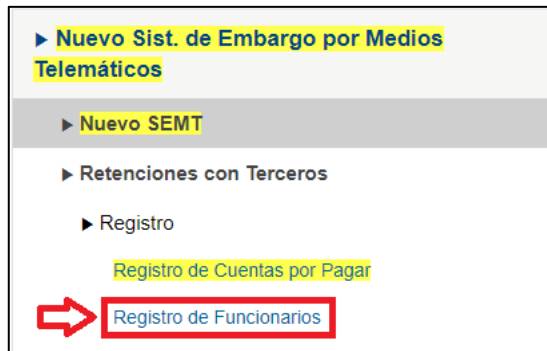 ▶ Nuevo Sist. de Embargo por Medios
Telemáticos
▶ Nuevo SEMT
▶ Retenciones con Terceros
▶ Registro
Registro de Cuentas por Pagar
Registro de Funcionarios